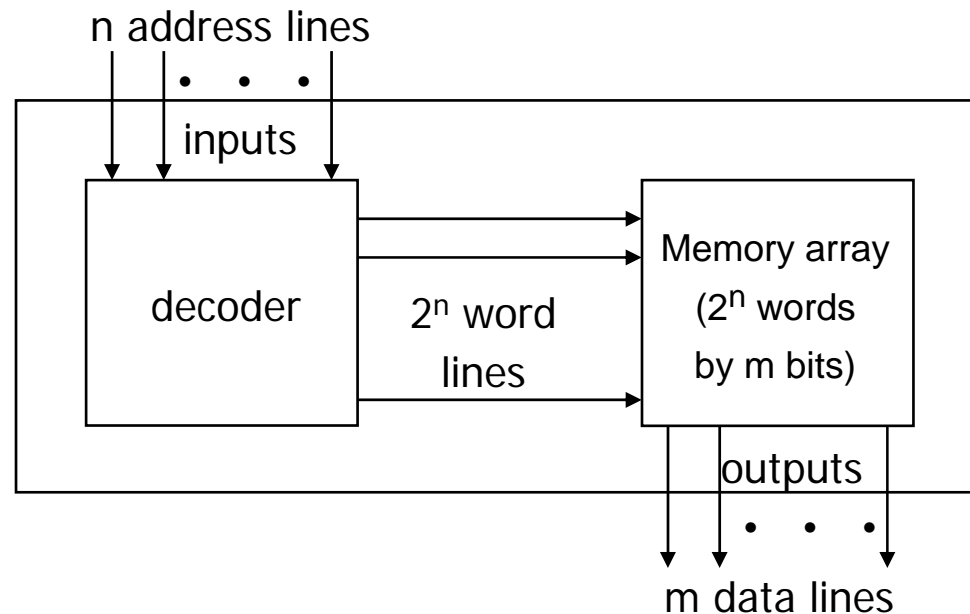 n address lines
• • •
inputs
decoder
2ⁿ word
lines
Memory array
(2ⁿ words
by m bits)
outputs
• • •
m data lines